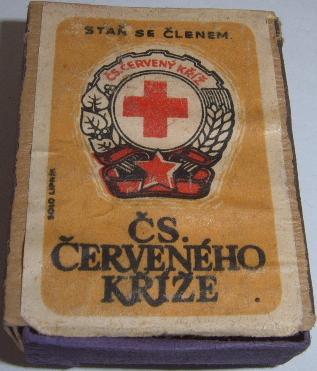 STAŇ SE ČLENEM
ČS. ČERVENÝ KŘÍŽ
SOLO LIPNÍK
ČS.
ČERVENÉHO
KŘÍŽE